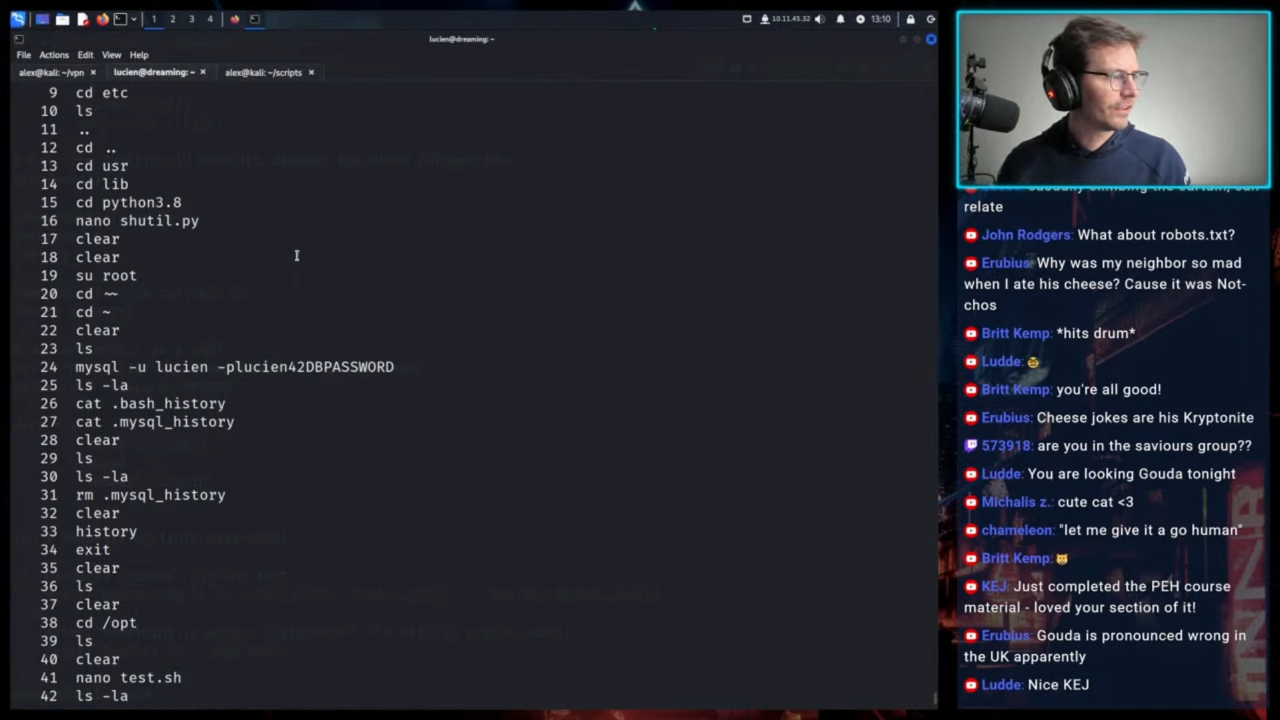 1 2 3 4
10.11.45.32
13:10
lucien@dreaming: ~
File Actions Edit View Help
alex@kali: ~/vpn × lucien@dreaming: ~ × alex@kali: ~/scripts ×
9 cd etc
10 ls
11 ..
12 cd ..
13 cd usr
14 cd lib
15 cd python3.8
16 nano shutil.py
17 clear
18 clear
19 su root
20 cd ~~
21 cd ~
22 clear
23 ls
24 mysql -u lucien -plucien42DBPASSWORD
25 ls -la
26 cat .bash_history
27 cat .mysql_history
28 clear
29 ls
30 ls -la
31 rm .mysql_history
32 clear
33 history
34 exit
35 clear
36 ls
37 clear
38 cd /opt
39 ls
40 clear
41 nano test.sh
42 ls -la
relate
John Rodgers: What about robots.txt?
Erubius: Why was my neighbor so mad
when I ate his cheese? Cause it was Not-
chos
Britt Kemp: *hits drum*
Ludde:
Britt Kemp: you're all good!
Erubius: Cheese jokes are his Kryptonite
573918: are you in the saviours group??
Ludde: You are looking Gouda tonight
Michalis z.: cute cat <3
chameleon: "let me give it a go human"
Britt Kemp:
KEJ: Just completed the PEH course
material - loved your section of it!
Erubius: Gouda is pronounced wrong in
the UK apparently
Ludde: Nice KEJ